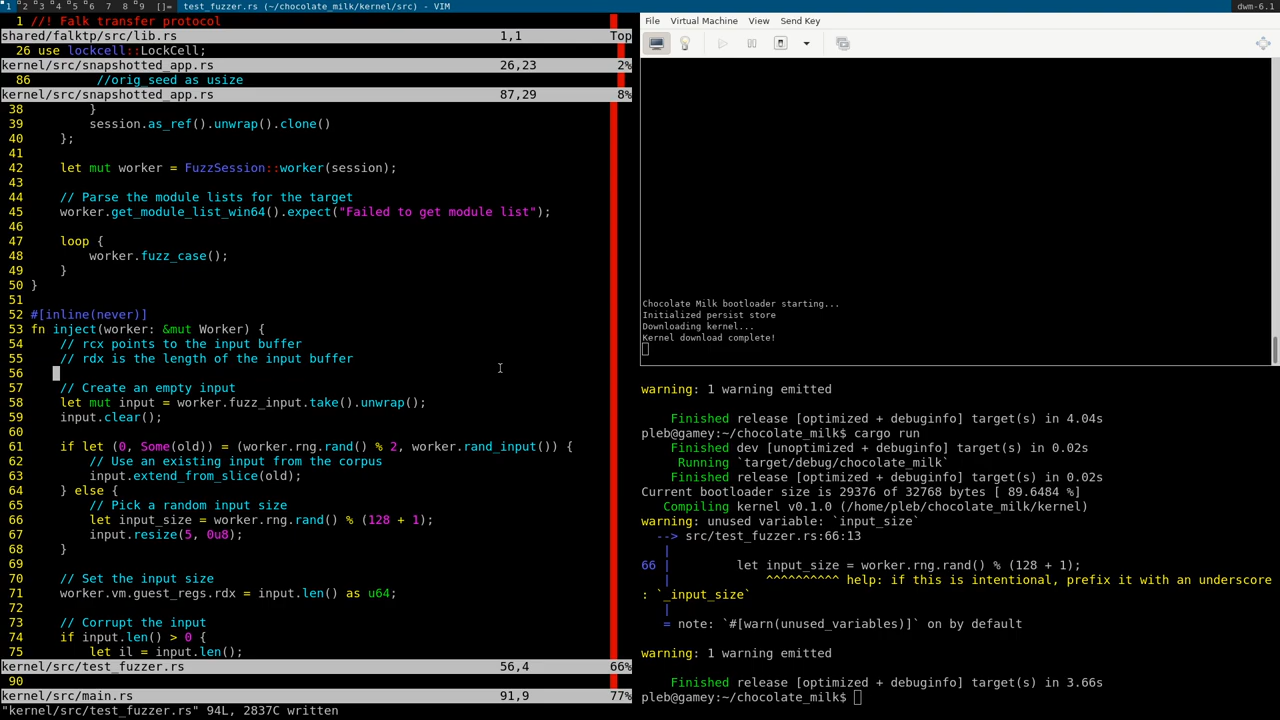 1 2 3 4 5 6 7 8 9 []= test_fuzzer.rs (~/chocolate_milk/kernel/src) - VIM dwm-6.1
1 //! Falk transfer protocol
shared/falktp/src/lib.rs 1,1 Top
26 use lockcell::LockCell;
kernel/src/snapshotted_app.rs 26,23 2%
86 //orig_seed as usize
kernel/src/snapshotted_app.rs 87,29 8%
38 }
39 session.as_ref().unwrap().clone()
40 };
41
42 let mut worker = FuzzSession::worker(session);
43
44 // Parse the module lists for the target
45 worker.get_module_list_win64().expect("Failed to get module list");
46
47 loop {
48 worker.fuzz_case();
49 }
50 }
51
52 #[inline(never)]
53 fn inject(worker: &mut Worker) {
54 // rcx points to the input buffer
55 // rdx is the length of the input buffer
56
57 // Create an empty input
58 let mut input = worker.fuzz_input.take().unwrap();
59 input.clear();
60
61 if let (0, Some(old)) = (worker.rng.rand() % 2, worker.rand_input()) {
62 // Use an existing input from the corpus
63 input.extend_from_slice(old);
64 } else {
65 // Pick a random input size
66 let input_size = worker.rng.rand() % (128 + 1);
67 input.resize(5, 0u8);
68 }
69
70 // Set the input size
71 worker.vm.guest_regs.rdx = input.len() as u64;
72
73 // Corrupt the input
74 if input.len() > 0 {
75 let il = input.len();
kernel/src/test_fuzzer.rs 56,4 66%
90
kernel/src/main.rs 91,9 77%
"kernel/src/test_fuzzer.rs" 94L, 2837C written
File Virtual Machine View Send Key
Chocolate Milk bootloader starting...
Initialized persist store
Downloading kernel...
Kernel download complete!
warning: 1 warning emitted
Finished release [optimized + debuginfo] target(s) in 4.04s
pleb@gamey:~/chocolate_milk$ cargo run
Finished dev [unoptimized + debuginfo] target(s) in 0.02s
Running `target/debug/chocolate_milk`
Finished release [optimized + debuginfo] target(s) in 0.02s
Current bootloader size is 29376 of 32768 bytes [ 89.6484 %]
Compiling kernel v0.1.0 (/home/pleb/chocolate_milk/kernel)
warning: unused variable: `input_size`
--> src/test_fuzzer.rs:66:13
|
66 | let input_size = worker.rng.rand() % (128 + 1);
| ^^^^^^^^^^ help: if this is intentional, prefix it with an underscore
: `_input_size`
|
= note: `#[warn(unused_variables)]` on by default
warning: 1 warning emitted
Finished release [optimized + debuginfo] target(s) in 3.66s
pleb@gamey:~/chocolate_milk$